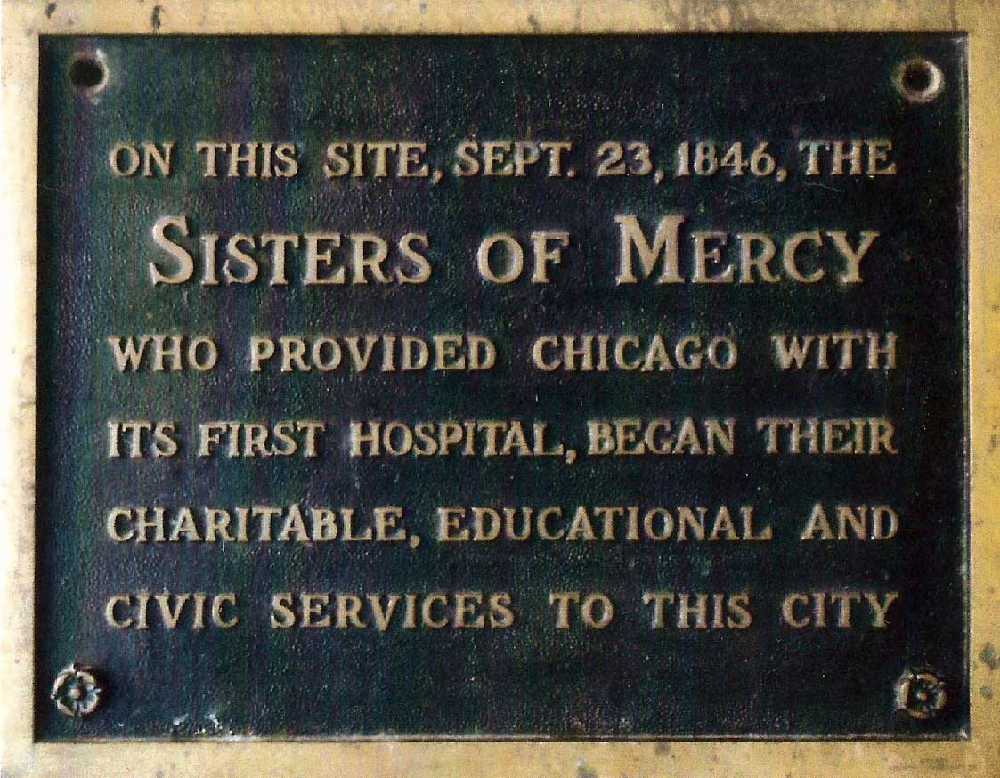 ON THIS SITE, SEPT. 23, 1846, THE
SISTERS OF MERCY
WHO PROVIDED CHICAGO WITH
ITS FIRST HOSPITAL, BEGAN THEIR
CHARITABLE, EDUCATIONAL AND
CIVIC SERVICES TO THIS CITY